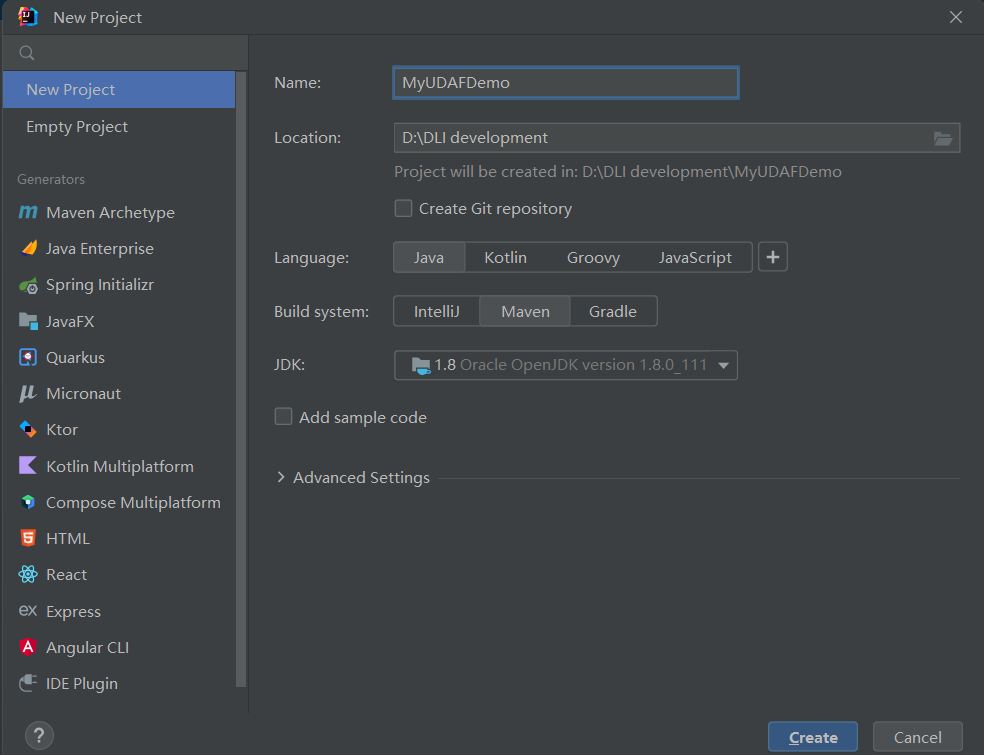 New Project
New Project
Empty Project
Generators
Maven Archetype
Java Enterprise
Spring Initializr
JavaFX
Quarkus
Micronaut
Ktor
Kotlin Multiplatform
Compose Multiplatform
HTML
React
Express
Angular CLI
IDE Plugin
?
Name: MyUDAFDemo
Location: D:\DLI development
Project will be created in: D:\DLI development\MyUDAFDemo
Create Git repository
Language: Java Kotlin Groovy JavaScript +
Build system: IntelliJ Maven Gradle
JDK: 1.8 Oracle OpenJDK version 1.8.0_111
Add sample code
Advanced Settings
Create Cancel